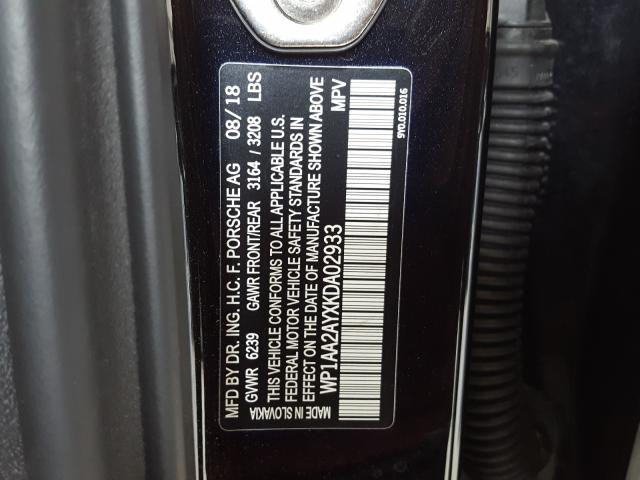 MFD BY DR. ING. H.C. F. PORSCHE AG 08/18
GVWR 6239 GAWR FRONT/REAR 3164 / 3208 LBS
THIS VEHICLE CONFORMS TO ALL APPLICABLE U.S.
FEDERAL MOTOR VEHICLE SAFETY STANDARDS IN
EFFECT ON THE DATE OF MANUFACTURE SHOWN ABOVE
WP1AA2AYXKDA02933 MPV
MADE IN SLOVAKIA
9Y0.010.016